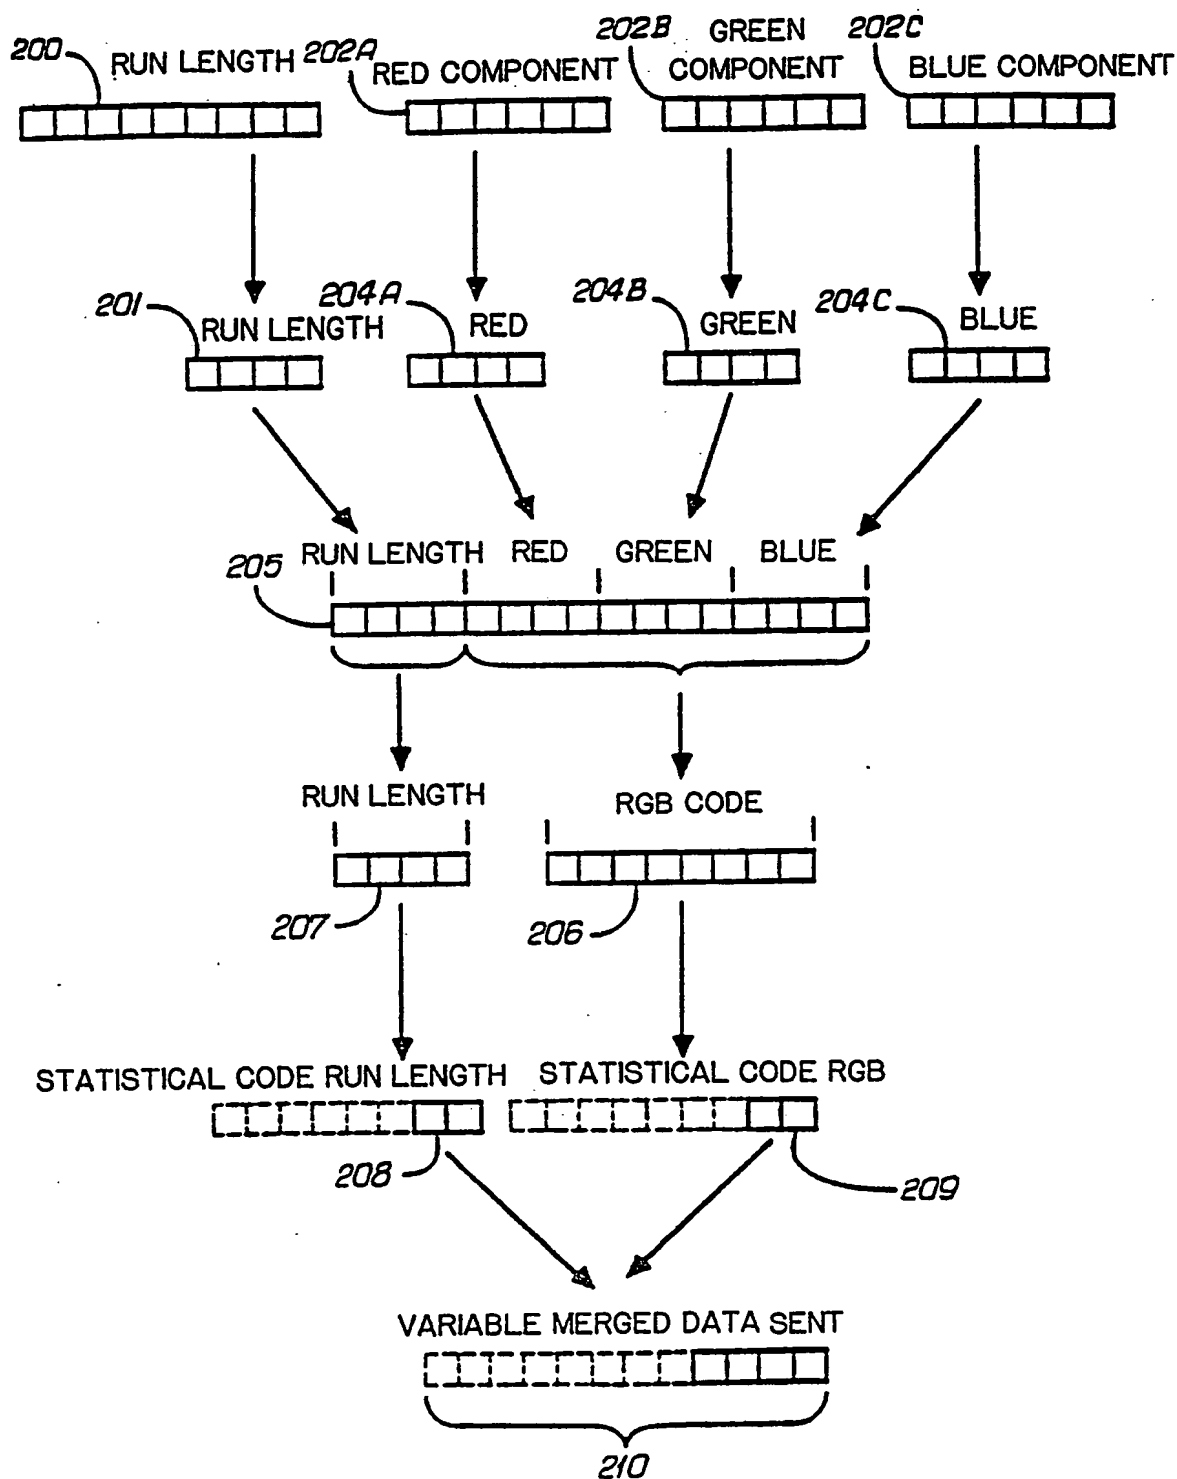 200 RUN LENGTH 202A RED COMPONENT 202B GREEN COMPONENT 202C BLUE COMPONENT
201 RUN LENGTH 204A RED 204B GREEN 204C BLUE
205 RUN LENGTH RED GREEN BLUE
RUN LENGTH RGB CODE
207 206
STATISTICAL CODE RUN LENGTH STATISTICAL CODE RGB
208 209
VARIABLE MERGED DATA SENT
210